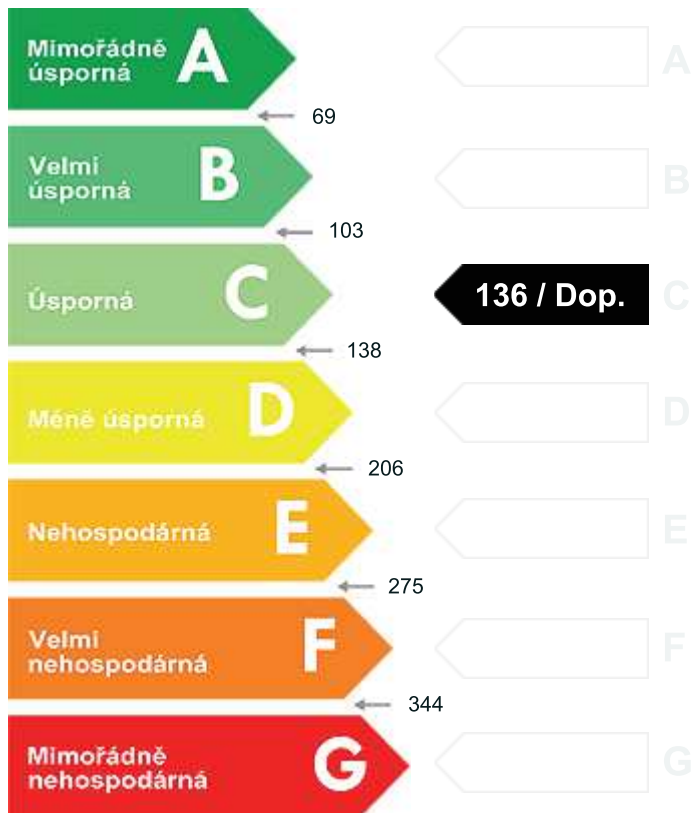 Mimořádně
úsporná
A
A
69
Velmi
úsporná
B
B
103
Úsporná
C
136 / Dop.
C
138
Méně úsporná
D
D
206
Nehospodárná
E
E
275
Velmi
nehospodárná
F
F
344
Mimořádně
nehospodárná
G
G